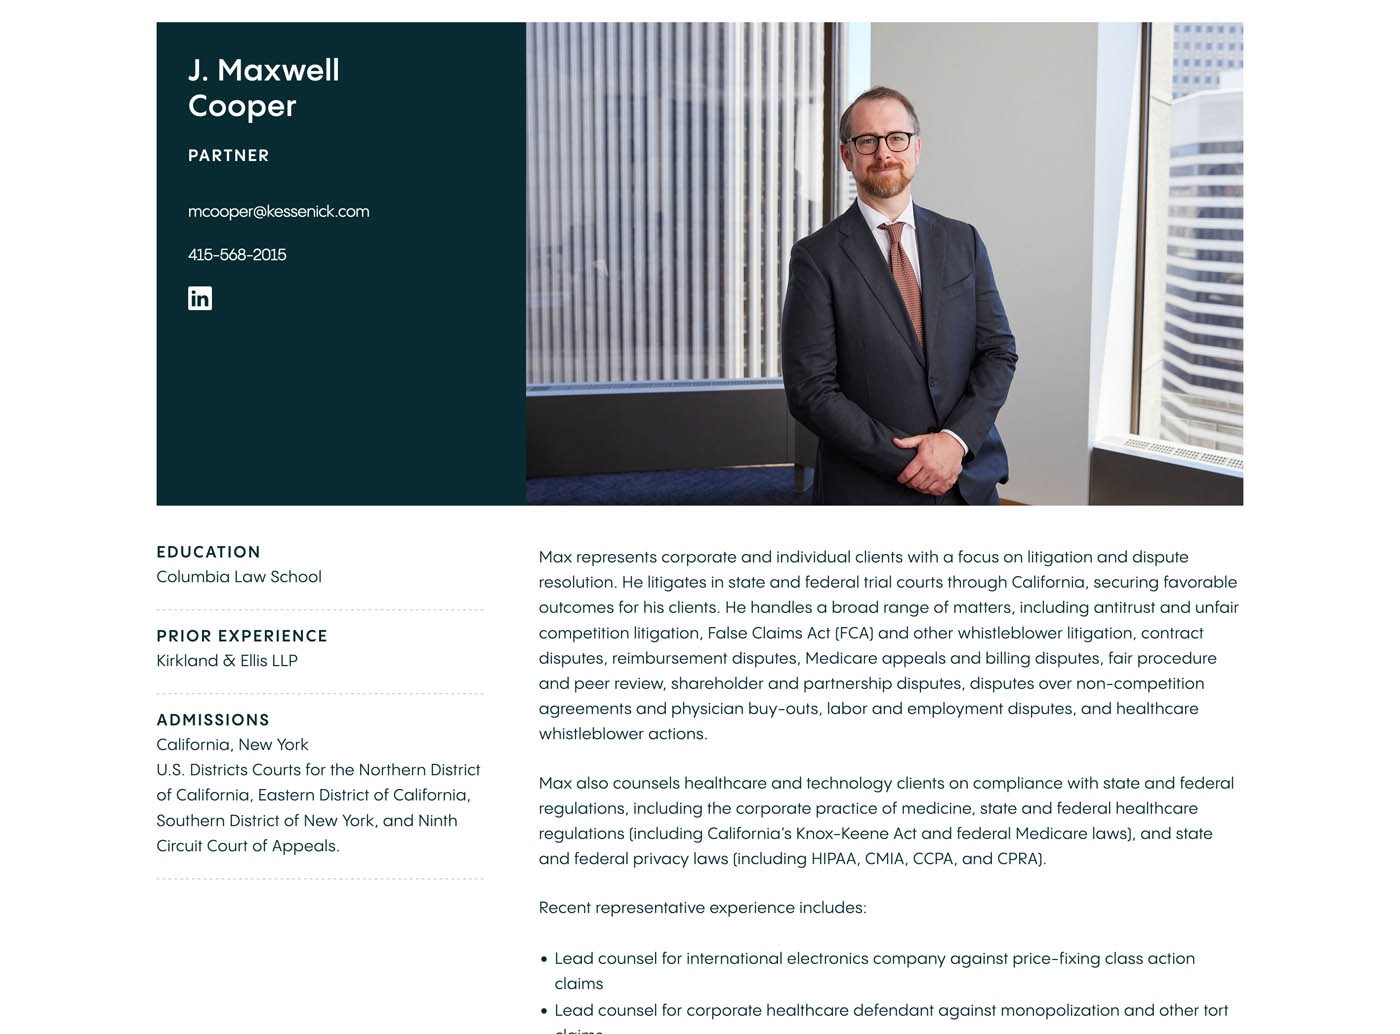 J. Maxwell
Cooper
PARTNER
mcooper@kessenick.com
415-568-2015
in
EDUCATION
Columbia Law School
PRIOR EXPERIENCE
Kirkland & Ellis LLP
ADMISSIONS
California, New York
U.S. Districts Courts for the Northern District
of California, Eastern District of California,
Southern District of New York, and Ninth
Circuit Court of Appeals.
Max represents corporate and individual clients with a focus on litigation and dispute
resolution. He litigates in state and federal trial courts through California, securing favorable
outcomes for his clients. He handles a broad range of matters, including antitrust and unfair
competition litigation, False Claims Act (FCA) and other whistleblower litigation, contract
disputes, reimbursement disputes, Medicare appeals and billing disputes, fair procedure
and peer review, shareholder and partnership disputes, disputes over non-competition
agreements and physician buy-outs, labor and employment disputes, and healthcare
whistleblower actions.
Max also counsels healthcare and technology clients on compliance with state and federal
regulations, including the corporate practice of medicine, state and federal healthcare
regulations (including California's Knox-Keene Act and federal Medicare laws), and state
and federal privacy laws (including HIPAA, CMIA, CCPA, and CPRA).
Recent representative experience includes:
• Lead counsel for international electronics company against price-fixing class action
claims
• Lead counsel for corporate healthcare defendant against monopolization and other tort
claims